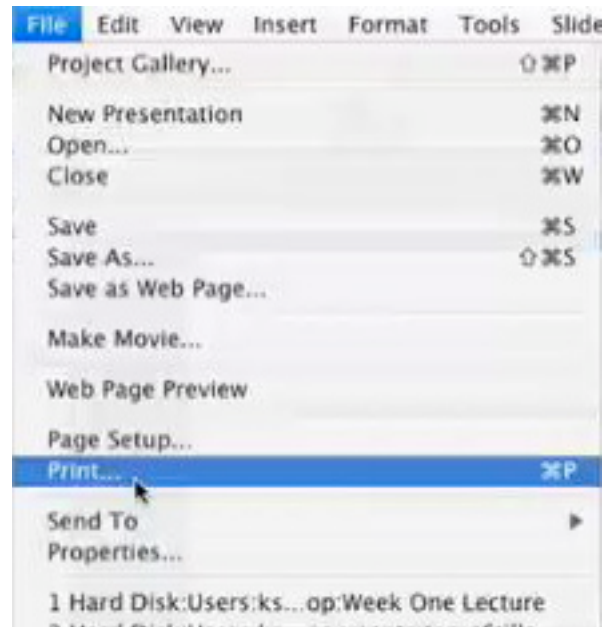 File Edit View Insert Format Tools Slide
Project Gallery... ⇧⌘P
New Presentation ⌘N
Open... ⌘O
Close ⌘W
Save ⌘S
Save As... ⇧⌘S
Save as Web Page...
Make Movie...
Web Page Preview
Page Setup...
Print... ⌘P
Send To
Properties...
1 Hard Disk:Users:ks...op:Week One Lecture